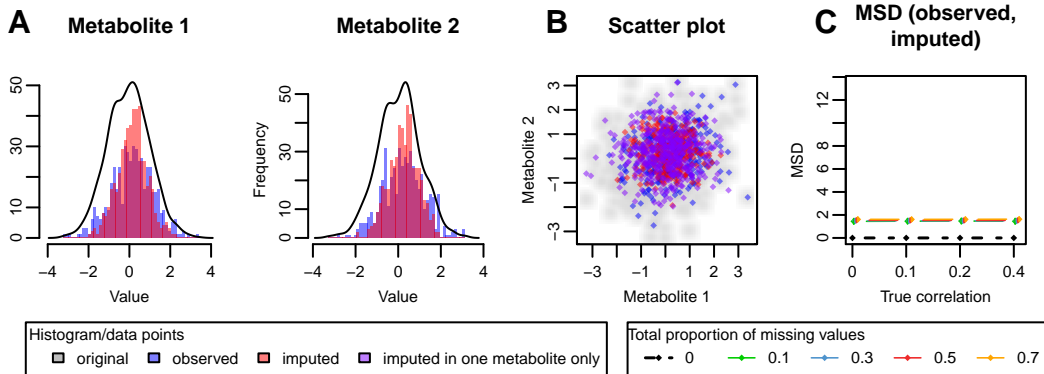 A
Metabolite 1
Metabolite 2
B
Scatter plot
C
MSD (observed,
imputed)
0 10 30 50
−4 −2 0 2 4
Value
Frequency
0 10 30 50
−4 −2 0 2 4
Value
Metabolite 2
−3 −1 1 2 3
−3 −1 1 2 3
Metabolite 1
MSD
0 2 4 8 12
0 0.1 0.2 0.4
True correlation
Histogram/data points
original observed imputed imputed in one metabolite only
Total proportion of missing values
0 0.1 0.3 0.5 0.7